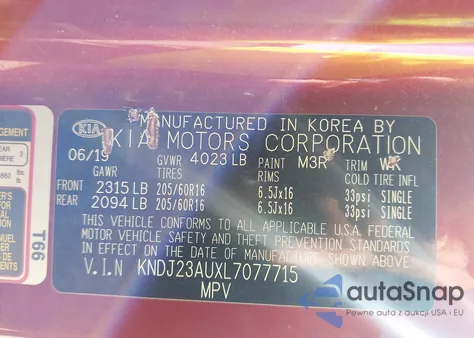 MANUFACTURED IN KOREA BY
KIA KIA MOTORS CORPORATION
06/19 GVWR 4023 LB PAINT M3R TRIM WK
GAWR TIRES RIMS COLD TIRE INFL
FRONT 2315 LB 205/60R16 6.5Jx16 33psi SINGLE
REAR 2094 LB 205/60R16 6.5Jx16 33psi SINGLE
THIS VEHICLE CONFORMS TO ALL APPLICABLE U.S.A. FEDERAL
MOTOR VEHICLE SAFETY AND THEFT PREVENTION STANDARDS
IN EFFECT ON THE DATE OF MANUFACTURE SHOWN ABOVE.
V.I.N KNDJ23AUXL7077715
MPV
T66
autoSnap
Pewne auta z aukcji USA i EU